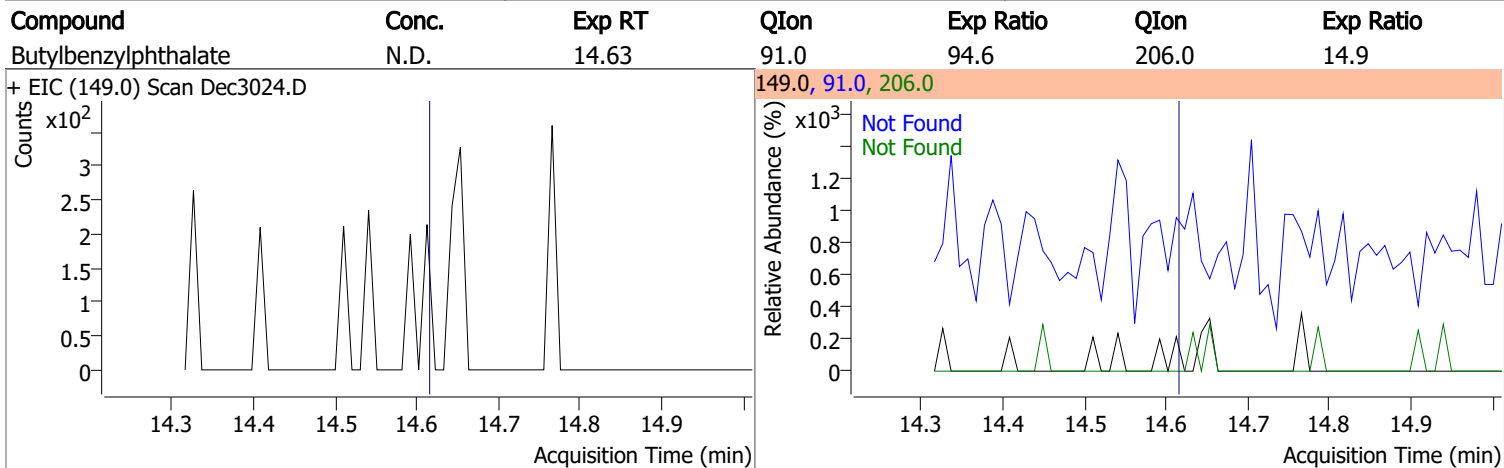 Compound Conc. Exp RT QIon Exp Ratio QIon Exp Ratio
Butylbenzylphthalate N.D. 14.63 91.0 94.6 206.0 14.9
+ EIC (149.0) Scan Dec3024.D
Counts
x10²
3
2.5
2
1.5
1
0.5
0
14.3 14.4 14.5 14.6 14.7 14.8 14.9
Acquisition Time (min)
149.0, 91.0, 206.0
Relative Abundance (%)
x10³
Not Found
Not Found
1.2
1
0.8
0.6
0.4
0.2
0
14.3 14.4 14.5 14.6 14.7 14.8 14.9
Acquisition Time (min)